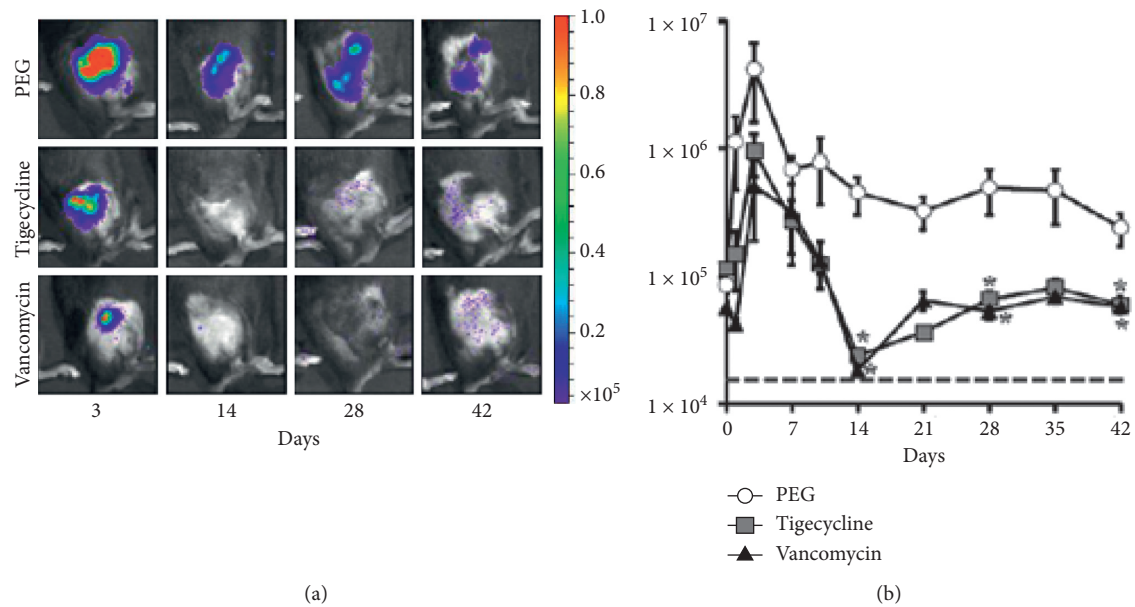 PEG
Tigecycline
Vancomycin
3 14 28 42
Days
1.0
0.8
0.6
0.4
0.2
×10⁵
(a)
1 × 10⁷
1 × 10⁶
1 × 10⁵
1 × 10⁴
0 7 14 21 28 35 42
Days
* * * * * *
PEG
Tigecycline
Vancomycin
(b)